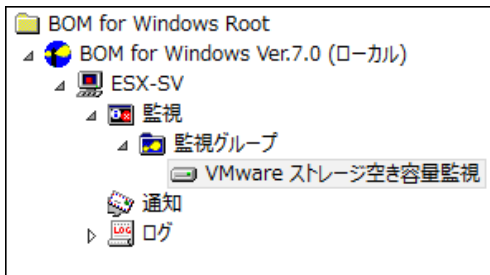 BOM for Windows Root
BOM for Windows Ver.7.0 (ローカル)
ESX-SV
監視
監視グループ
VMware ストレージ空き容量監視
通知
ログ